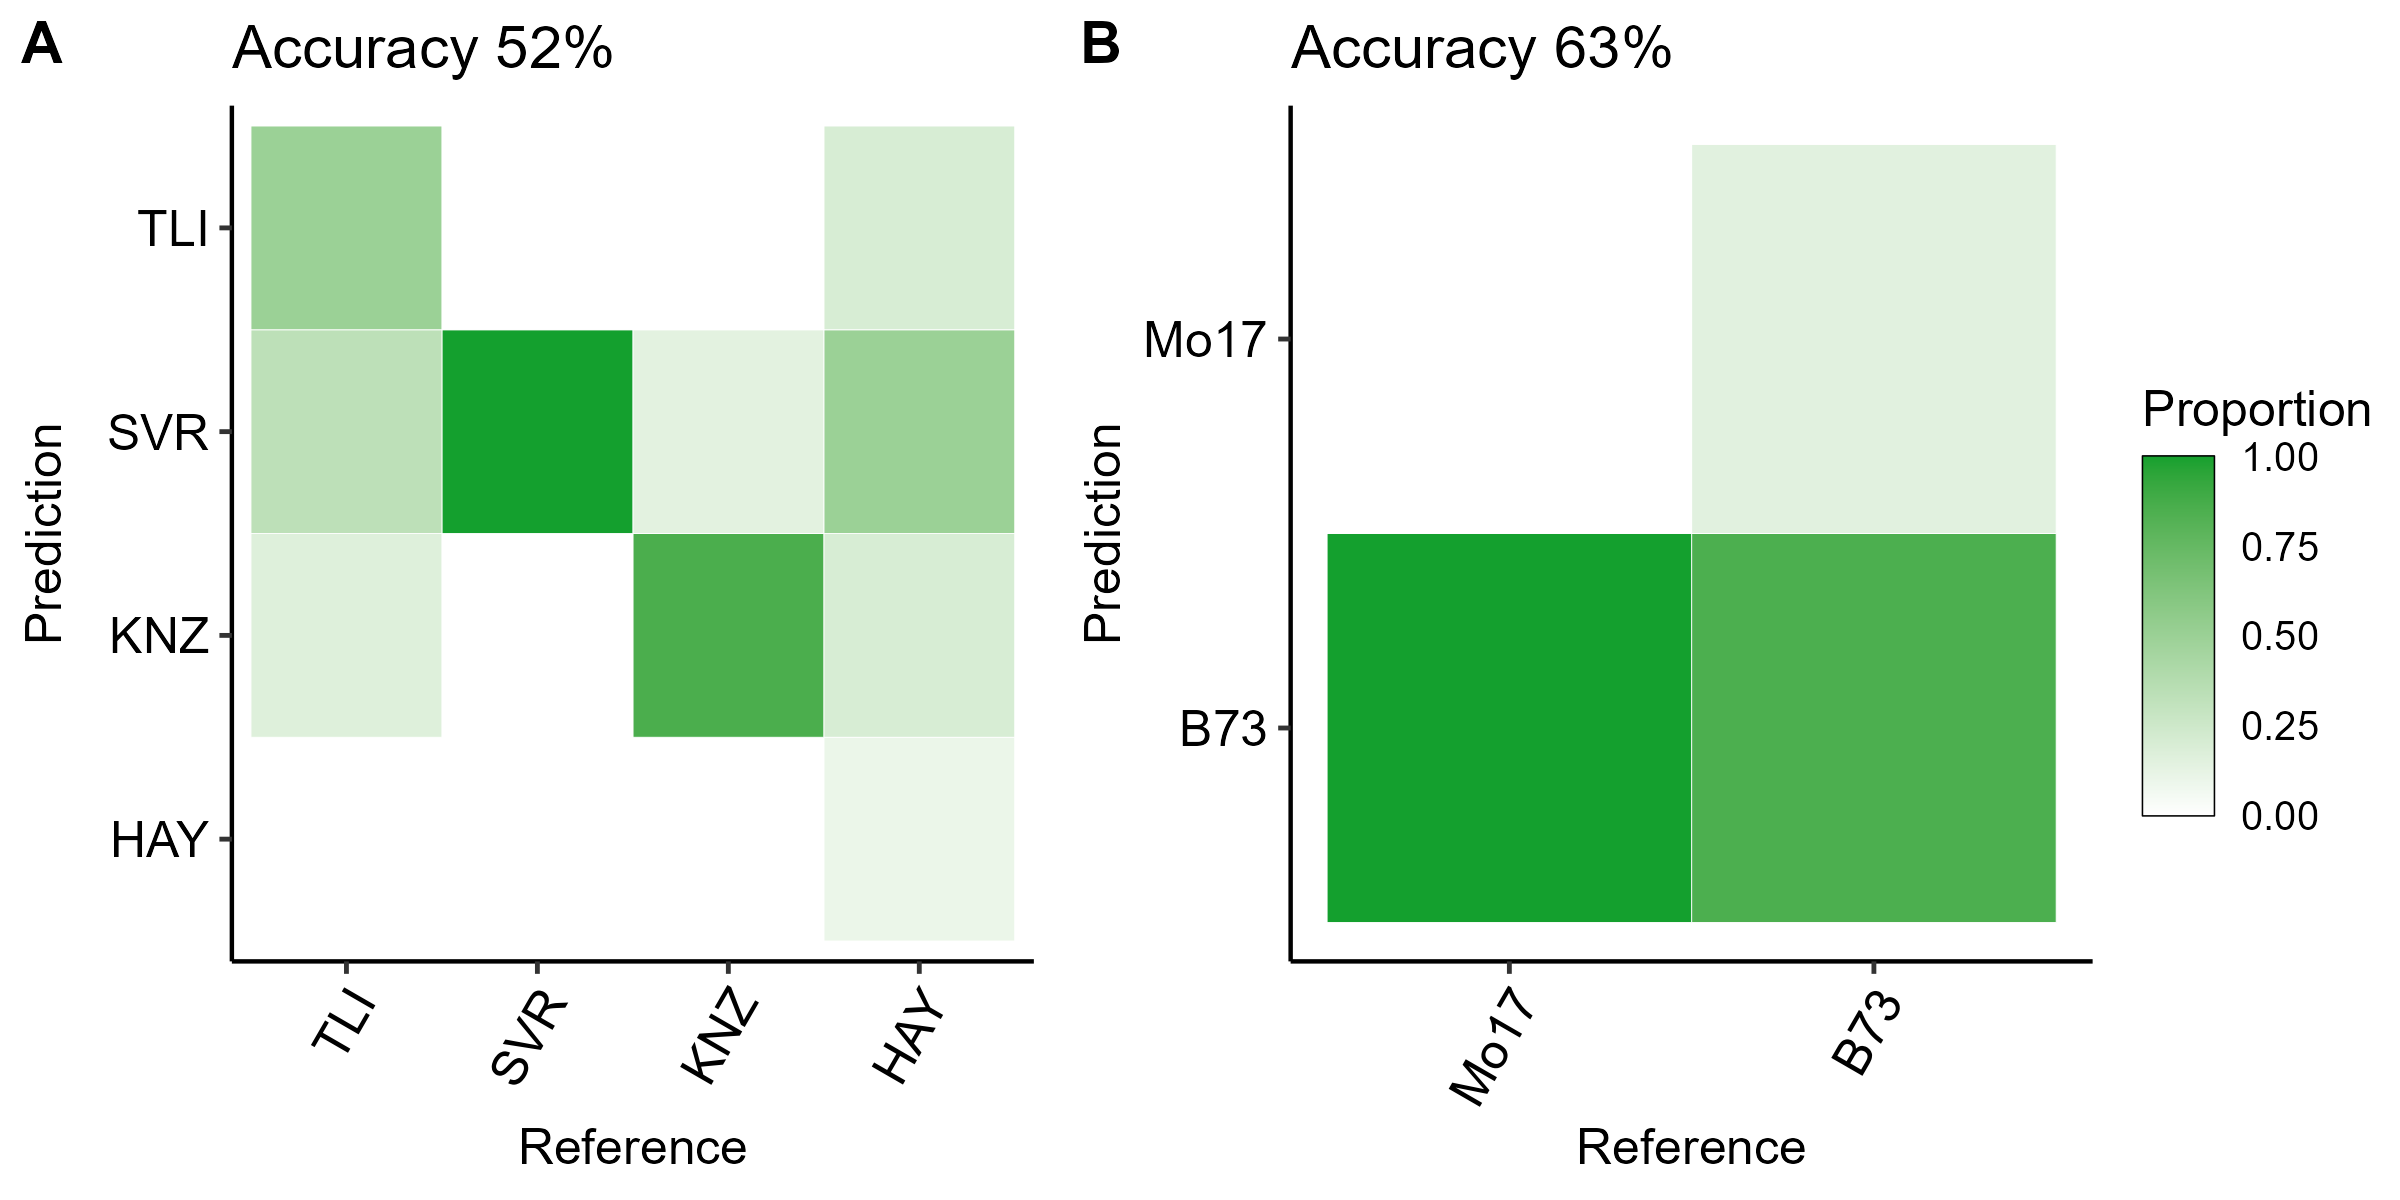 A
Accuracy 52%
Prediction
TLI
SVR
KNZ
HAY
TLI
SVR
KNZ
HAY
Reference
B
Accuracy 63%
Prediction
Mo17
B73
Mo17
B73
Reference
Proportion
1.00
0.75
0.50
0.25
0.00